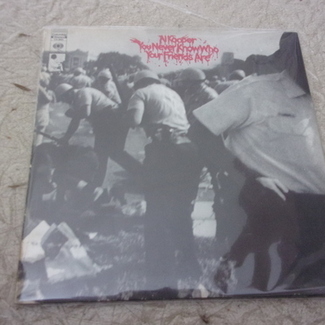 Al Kooper
You Never Know Who
Your Friends Are